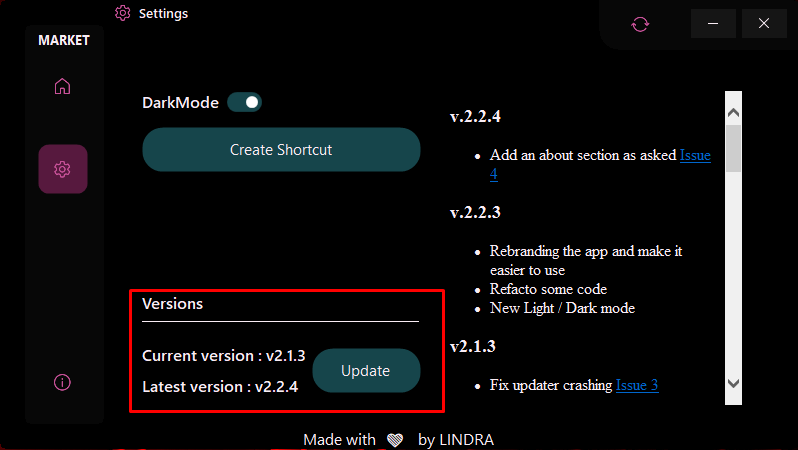 Settings
MARKET
DarkMode
Create Shortcut
Versions
Current version : v2.1.3
Latest version : v2.2.4
Update
v.2.2.4
Add an about section as asked Issue
4
v.2.2.3
Rebranding the app and make it
easier to use
Refacto some code
New Light / Dark mode
v2.1.3
Fix updater crashing Issue 3
Made with by LINDRA